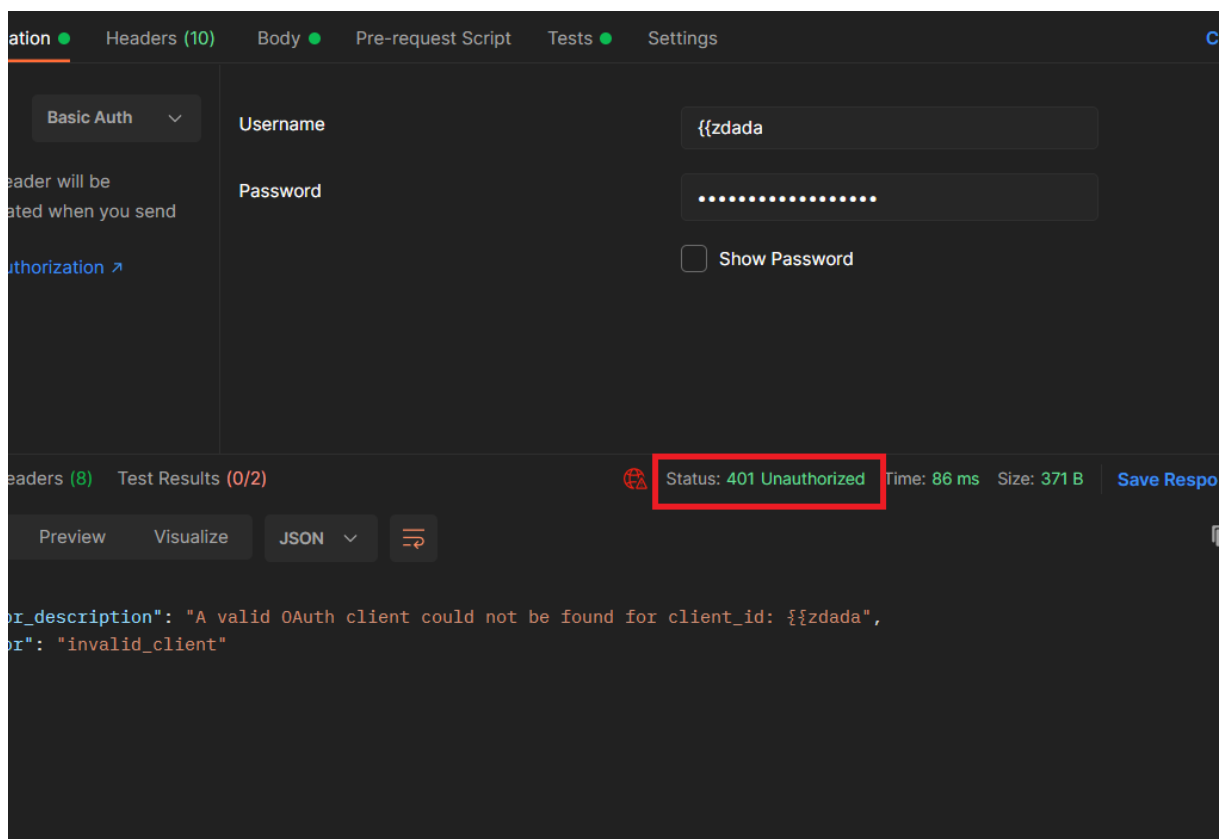 ation Headers (10) Body Pre-request Script Tests Settings C
Basic Auth
Username {{zdada
eader will be
Password ••••••••••••••••••
ated when you send
Show Password
uthorization ↗
eaders (8) Test Results (0/2) Status: 401 Unauthorized Time: 86 ms Size: 371 B Save Respo
Preview Visualize JSON
or_description": "A valid OAuth client could not be found for client_id: {{zdada",
or": "invalid_client"